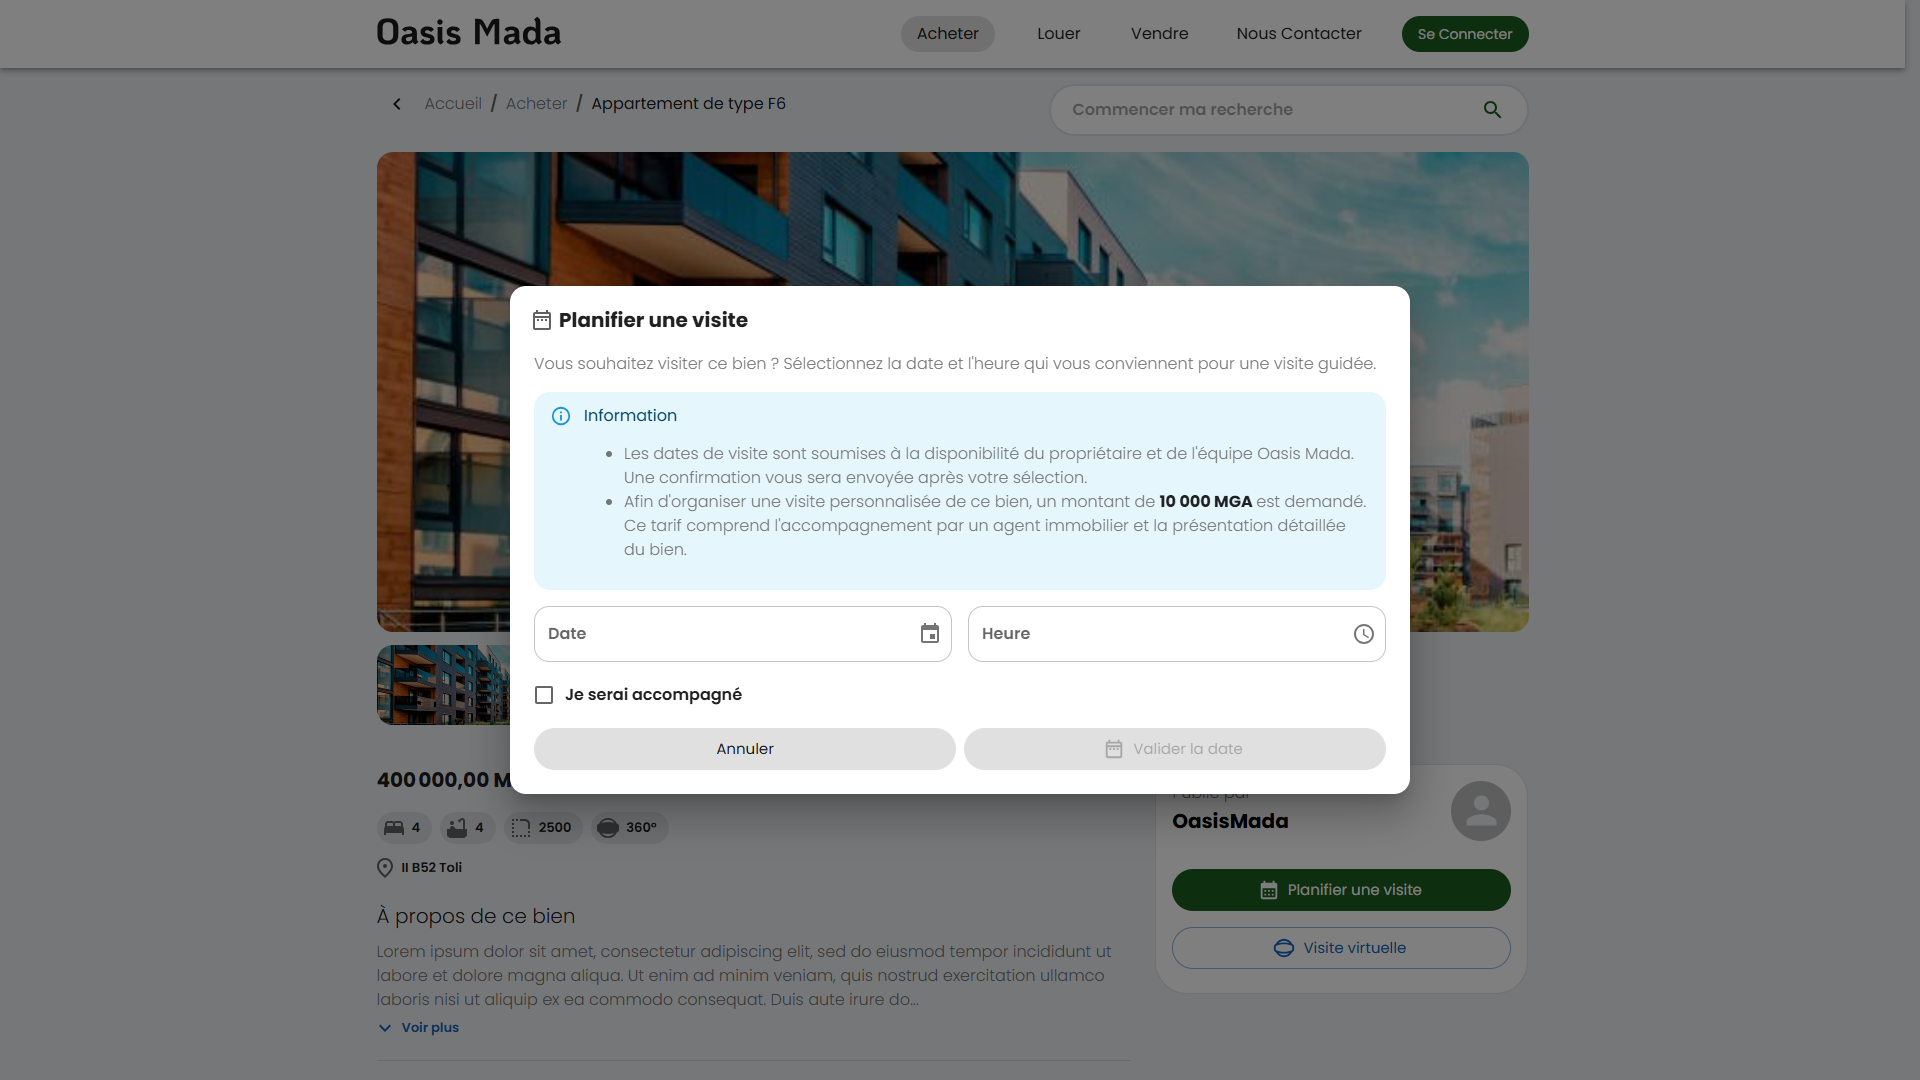 Oasis Mada
Acheter
Louer
Vendre
Nous Contacter
Se Connecter
Accueil / Acheter / Appartement de type F6
Commencer ma recherche
Planifier une visite
Vous souhaitez visiter ce bien ? Sélectionnez la date et l'heure qui vous conviennent pour une visite guidée.
Information
• Les dates de visite sont soumises à la disponibilité du propriétaire et de l'équipe Oasis Mada.
Une confirmation vous sera envoyée après votre sélection.
• Afin d'organiser une visite personnalisée de ce bien, un montant de 10 000 MGA est demandé.
Ce tarif comprend l'accompagnement par un agent immobilier et la présentation détaillée
du bien.
Date
Heure
Je serai accompagné
Annuler
Valider la date
400 000,00 M
4
4
2500
360°
II B52 Toli
À propos de ce bien
Lorem ipsum dolor sit amet, consectetur adipiscing elit, sed do eiusmod tempor incididunt ut
labore et dolore magna aliqua. Ut enim ad minim veniam, quis nostrud exercitation ullamco
laboris nisi ut aliquip ex ea commodo consequat. Duis aute irure do...
Voir plus
OasisMada
Planifier une visite
Visite virtuelle